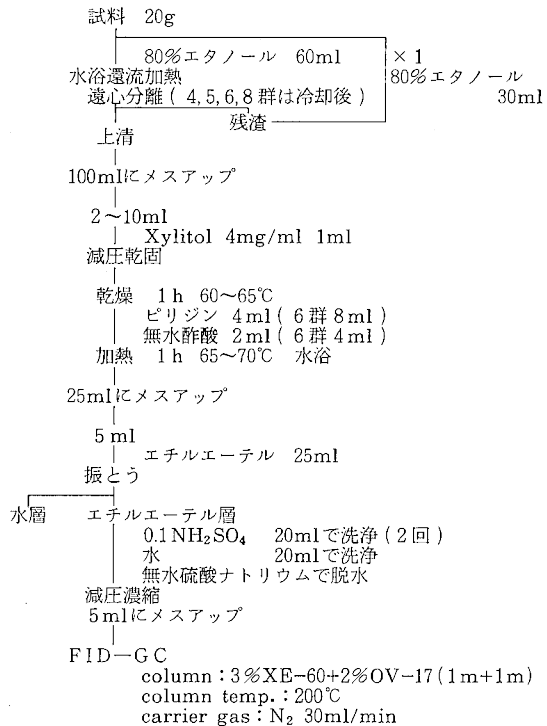 試料 20g
80%エタノール 60ml
×1
水浴還流加熱
80%エタノール
遠心分離(4,5,6,8群は冷却後)
30ml
残渣
上清
100mlにメスアップ
2～10ml
Xylitol 4mg/ml 1ml
減圧乾固
乾燥 1h 60～65℃
ピリジン 4ml(6群8ml)
無水酢酸 2ml(6群4ml)
加熱 1h 65～70℃ 水浴
25mlにメスアップ
5ml
エチルエーテル 25ml
振とう
水層 エチルエーテル層
0.1NH₂SO₄ 20mlで洗浄(2回)
水 20mlで洗浄
無水硫酸ナトリウムで脱水
減圧濃縮
5mlにメスアップ
FID-GC
column:3%XE-60+2%OV-17(1m+1m)
column temp.:200℃
carrier gas:N₂ 30ml/min